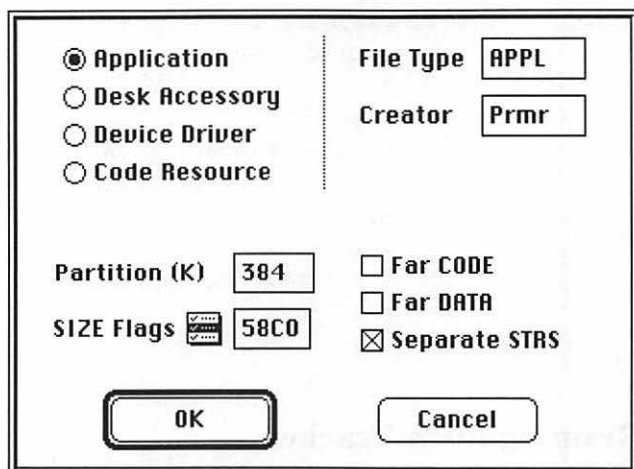 Application
Desk Accessory
Device Driver
Code Resource
File Type APPL
Creator Prmr
Partition (K) 384
SIZE Flags 58C0
Far CODE
Far DATA
Separate STRS
OK
Cancel